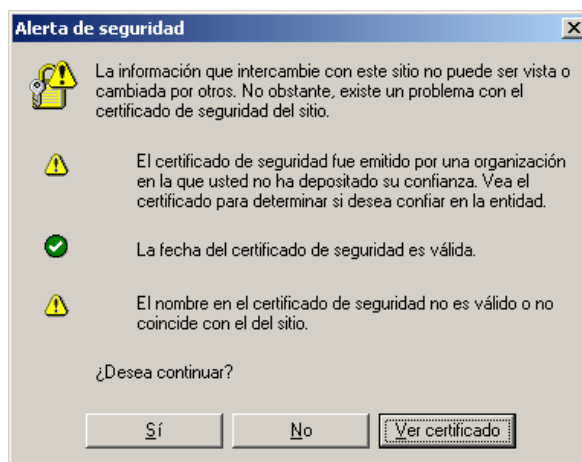 Alerta de seguridad
La información que intercambie con este sitio no puede ser vista o
cambiada por otros. No obstante, existe un problema con el
certificado de seguridad del sitio.
El certificado de seguridad fue emitido por una organización
en la que usted no ha depositado su confianza. Vea el
certificado para determinar si desea confiar en la entidad.
La fecha del certificado de seguridad es válida.
El nombre en el certificado de seguridad no es válido o no
coincide con el del sitio.
¿Desea continuar?
Sí No Ver certificado